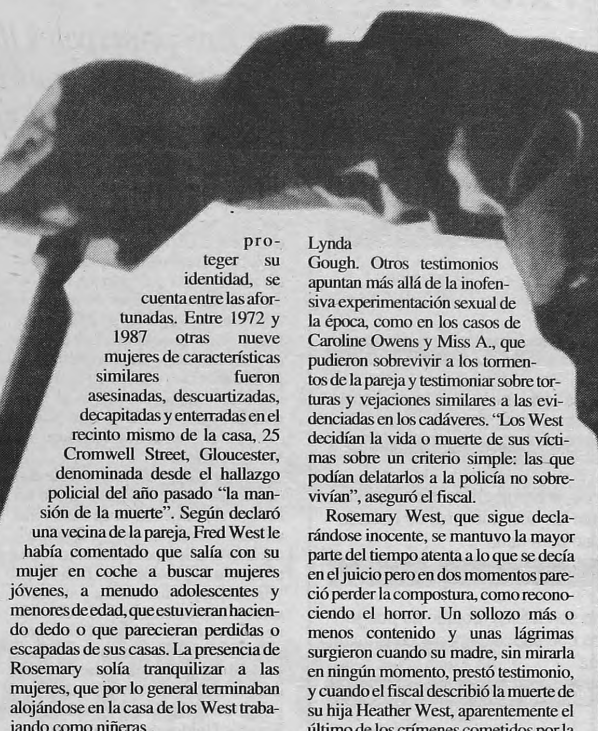 pro-
teger su
identidad, se
cuenta entre las afor-
tunadas. Entre 1972 y
1987 otras nueve
mujeres de características
similares fueron
asesinadas, descuartizadas,
decapitadas y enterradas en el
recinto mismo de la casa, 25
Cromwell Street, Gloucester,
denominada desde el hallazgo
policial del año pasado “la man-
sión de la muerte”. Según declaró
una vecina de la pareja, Fred West le
había comentado que salía con su
mujer en coche a buscar mujeres
jóvenes, a menudo adolescentes y
menores de edad, que estuvieran hacien-
do dedo o que parecieran perdidas o
escapadas de sus casas. La presencia de
Rosemary solía tranquilizar a las
mujeres, que por lo general terminaban
alojándose en la casa de los West traba-
jando como niñeras
Lynda
Gough. Otros testimonios
apuntan más allá de la inofen-
siva experimentación sexual de
la época, como en los casos de
Caroline Owens y Miss A., que
pudieron sobrevivir a los tormen-
tos de la pareja y testimoniar sobre tor-
turas y vejaciones similares a las evi-
denciadas en los cadáveres. “Los West
decidían la vida o muerte de sus vícti-
mas sobre un criterio simple: las que
podían delatarlos a la policía no sobre-
vivían”, aseguró el fiscal.
Rosemary West, que sigue decla-
rándose inocente, se mantuvo la mayor
parte del tiempo atenta a lo que se decía
en el juicio pero en dos momentos pare-
ció perder la compostura, como recono-
ciendo el horror. Un sollozo más o
menos contenido y unas lágrimas
surgieron cuando su madre, sin mirarla
en ningún momento, prestó testimonio,
y cuando el fiscal describió la muerte de
su hija Heather West, aparentemente el
último de los crímenes cometidos por la